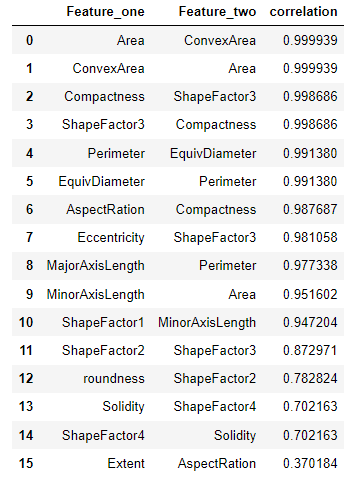 Feature_one Feature_two correlation
0 Area ConvexArea 0.999939
1 ConvexArea Area 0.999939
2 Compactness ShapeFactor3 0.998686
3 ShapeFactor3 Compactness 0.998686
4 Perimeter EquivDiameter 0.991380
5 EquivDiameter Perimeter 0.991380
6 AspectRation Compactness 0.987687
7 Eccentricity ShapeFactor3 0.981058
8 MajorAxisLength Perimeter 0.977338
9 MinorAxisLength Area 0.951602
10 ShapeFactor1 MinorAxisLength 0.947204
11 ShapeFactor2 ShapeFactor3 0.872971
12 roundness ShapeFactor2 0.782824
13 Solidity ShapeFactor4 0.702163
14 ShapeFactor4 Solidity 0.702163
15 Extent AspectRation 0.370184